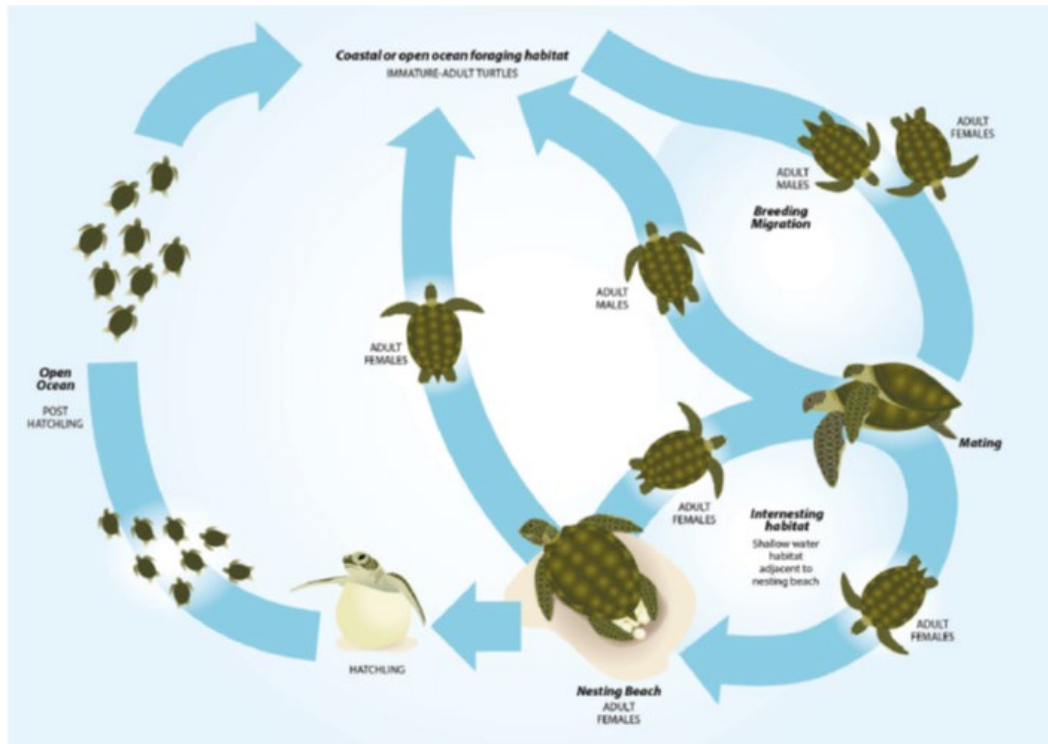 Coastal or open ocean foraging habitat
IMMATURE-ADULT TURTLES
ADULT
FEMALES
ADULT
MALES
Breeding
Migration
ADULT
MALES
ADULT
FEMALES
Open
Ocean
POST
HATCHLING
Mating
ADULT
FEMALES
Internesting
habitat
Shallow water
habitat
adjacent to
nesting beach
ADULT
FEMALES
HATCHLING
Nesting Beach
ADULT
FEMALES